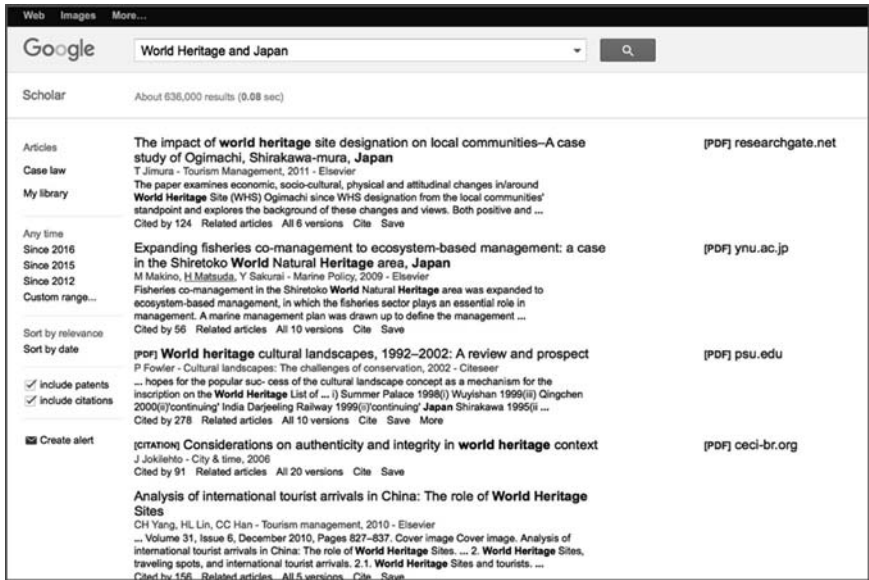 Web Images More...
Google
World Heritage and Japan
Scholar
About 636,000 results (0.08 sec)
Articles
Case law
My library
Any time
Since 2016
Since 2015
Since 2012
Custom range...
Sort by relevance
Sort by date
include patents
include citations
Create alert
The impact of world heritage site designation on local communities–A case
study of Ogimachi, Shirakawa-mura, Japan
T Jimura - Tourism Management, 2011 - Elsevier
The paper examines economic, socio-cultural, physical and attitudinal changes in/around
World Heritage Site (WHS) Ogimachi since WHS designation from the local communities'
standpoint and explores the background of these changes and views. Both positive and ...
Cited by 124 Related articles All 6 versions Cite Save
[PDF] researchgate.net
Expanding fisheries co-management to ecosystem-based management: a case
in the Shiretoko World Natural Heritage area, Japan
M Makino, H Matsuda, Y Sakurai - Marine Policy, 2009 - Elsevier
Fisheries co-management in the Shiretoko World Natural Heritage area was expanded to
ecosystem-based management, in which the fisheries sector plays an essential role in
management. A marine management plan was drawn up to define the management ...
Cited by 56 Related articles All 10 versions Cite Save
[PDF] ynu.ac.jp
[PDF] World heritage cultural landscapes, 1992–2002: A review and prospect
P Fowler - Cultural landscapes: The challenges of conservation, 2002 - Citeseer
... hopes for the popular suc- cess of the cultural landscape concept as a mechanism for the
inscription on the World Heritage List of ... i) Summer Palace 1998(i) Wuyishan 1999(iii) Qingchen
2000(ii)'continuing' India Darjeeling Railway 1999(ii)'continuing' Japan Shirakawa 1995(ii ...
Cited by 278 Related articles All 10 versions Cite Save More
[PDF] psu.edu
[CITATION] Considerations on authenticity and integrity in world heritage context
J Jokilehto - City & time, 2006
Cited by 91 Related articles All 20 versions Cite Save
[PDF] ceci-br.org
Analysis of international tourist arrivals in China: The role of World Heritage
Sites
CH Yang, HL Lin, CC Han - Tourism management, 2010 - Elsevier
... Volume 31, Issue 6, December 2010, Pages 827–837. Cover image Cover image. Analysis of
international tourist arrivals in China: The role of World Heritage Sites. ... 2. World Heritage Sites,
traveling spots, and international tourist arrivals. 2.1. World Heritage Sites and tourists. ...
Cited by 156 Related articles All 5 versions Cite Save